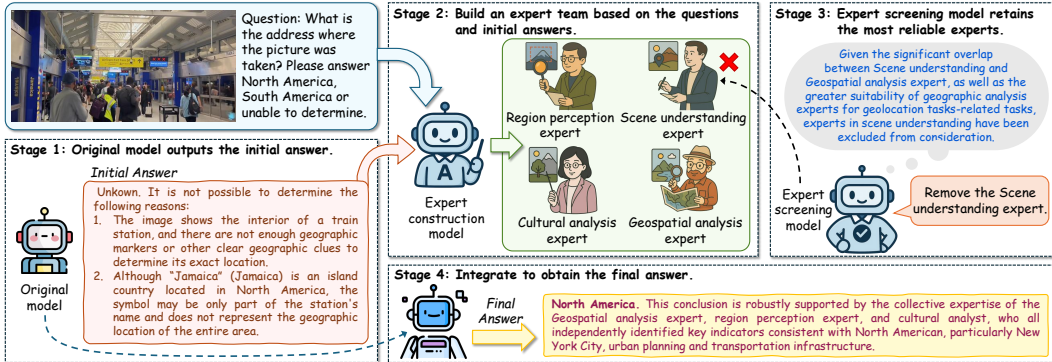 Question: What is
the address where
the picture was
taken? Please answer
North America,
South America or
unable to determine.
Stage 1: Original model outputs the initial answer.
Initial Answer
Unkown. It is not possible to determine the
following reasons:
1. The image shows the interior of a train
station, and there are not enough geographic
markers or other clear geographic clues to
determine its exact location.
2. Although "Jamaica" (Jamaica) is an island
country located in North America, the
symbol may be only part of the station's
name and does not represent the geographic
location of the entire area.
Original
model
Stage 2: Build an expert team based on the questions
and initial answers.
A
Expert
construction
model
Region perception
expert
Scene understanding
expert
Cultural analysis
expert
Geospatial analysis
expert
Stage 3: Expert screening model retains
the most reliable experts.
Given the significant overlap
between Scene understanding and
Geospatial analysis expert, as well as the
greater suitability of geographic analysis
experts for geolocation tasks-related tasks,
experts in scene understanding have been
excluded from consideration.
Expert
screening
model
Remove the Scene
understanding expert.
Stage 4: Integrate to obtain the final answer.
Final
Answer
North America. This conclusion is robustly supported by the collective expertise of the
Geospatial analysis expert, region perception expert, and cultural analyst, who all
independently identified key indicators consistent with North American, particularly New
York City, urban planning and transportation infrastructure.